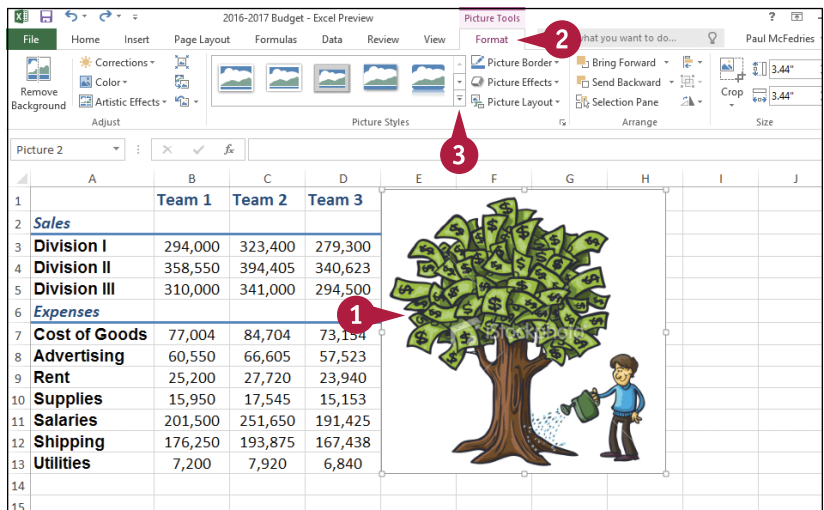 2016-2017 Budget - Excel Preview Picture Tools ?
File Home Insert Page Layout Formulas Data Review View Format 2 what you want to do... Paul McFedries
Remove Background
Corrections
Color
Artistic Effects
Adjust
Picture Styles
Picture Border
Picture Effects
Picture Layout
Bring Forward
Send Backward
Selection Pane
Arrange
Crop
3.44"
3.44"
Size
3
Picture 2 fx
A B C D E F G H I J
1 Team 1 Team 2 Team 3
2 Sales
3 Division I 294,000 323,400 279,300
4 Division II 358,550 394,405 340,623
5 Division III 310,000 341,000 294,500
6 Expenses 1
7 Cost of Goods 77,004 84,704 73,154
8 Advertising 60,550 66,605 57,523
9 Rent 25,200 27,720 23,940
10 Supplies 15,950 17,545 15,153
11 Salaries 201,500 251,650 191,425
12 Shipping 176,250 193,875 167,438
13 Utilities 7,200 7,920 6,840
14
15